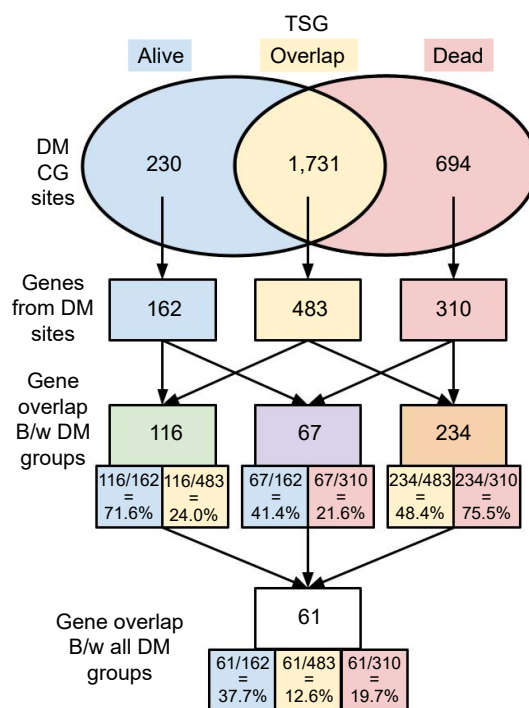 TSG
Alive Overlap Dead
DM
CG
sites
230 1,731 694
Genes
from DM
sites
162 483 310
Gene
overlap
B/w DM
groups
116 67 234
116/162 116/483 67/162 67/310 234/483 234/310
= = = = = =
71.6% 24.0% 41.4% 21.6% 48.4% 75.5%
Gene overlap
B/w all DM
groups
61
61/162 61/483 61/310
= = =
37.7% 12.6% 19.7%